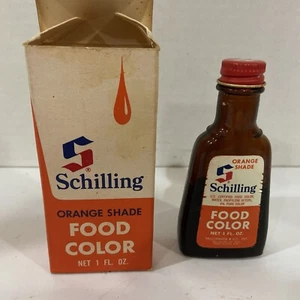 S
®
Schilling
ORANGE SHADE
FOOD
COLOR
NET 1 FL. OZ.
ORANGE
SHADE
Schilling
FOOD
COLOR
NET 1 FL. OZ.